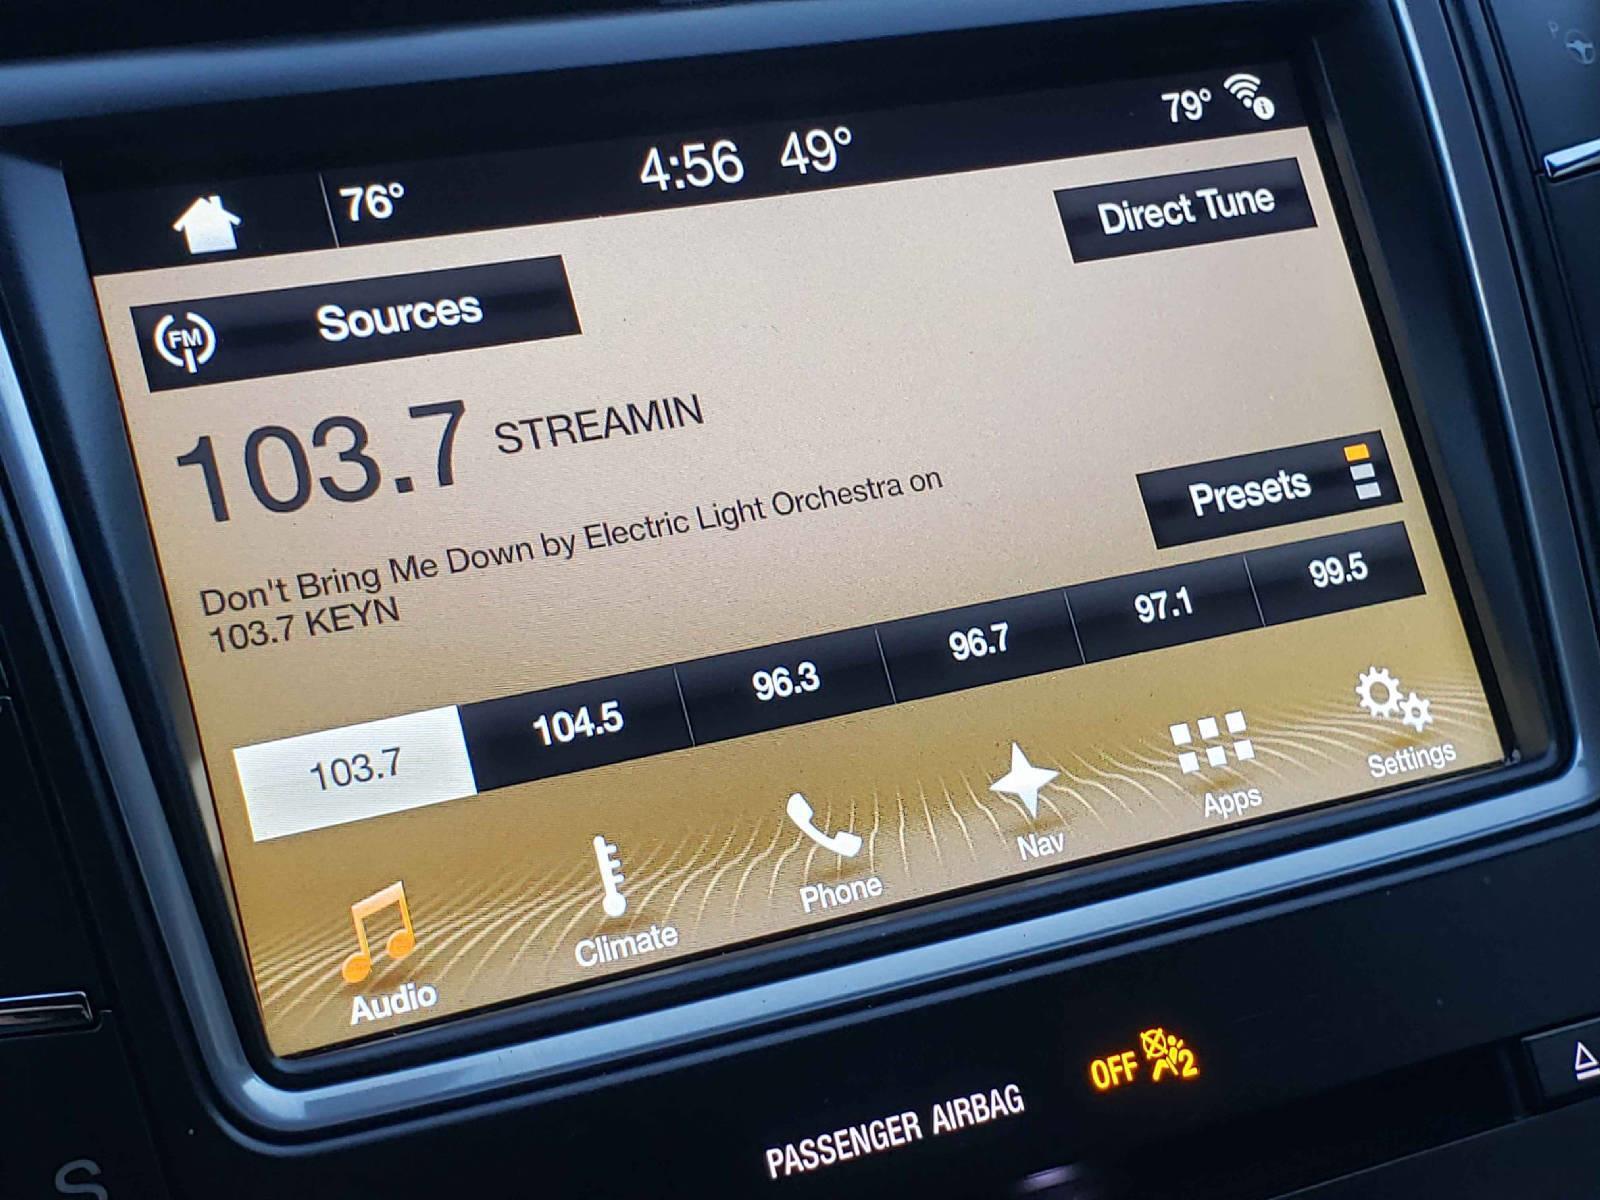 76° 4:56 49° 79°
FM Sources
Direct Tune
103.7 STREAMIN
Don't Bring Me Down by Electric Light Orchestra on
103.7 KEYN
Presets
103.7 104.5 96.3 96.7 97.1 99.5
Audio Climate Phone Nav Apps Settings
PASSENGER AIRBAG OFF 2
P
S